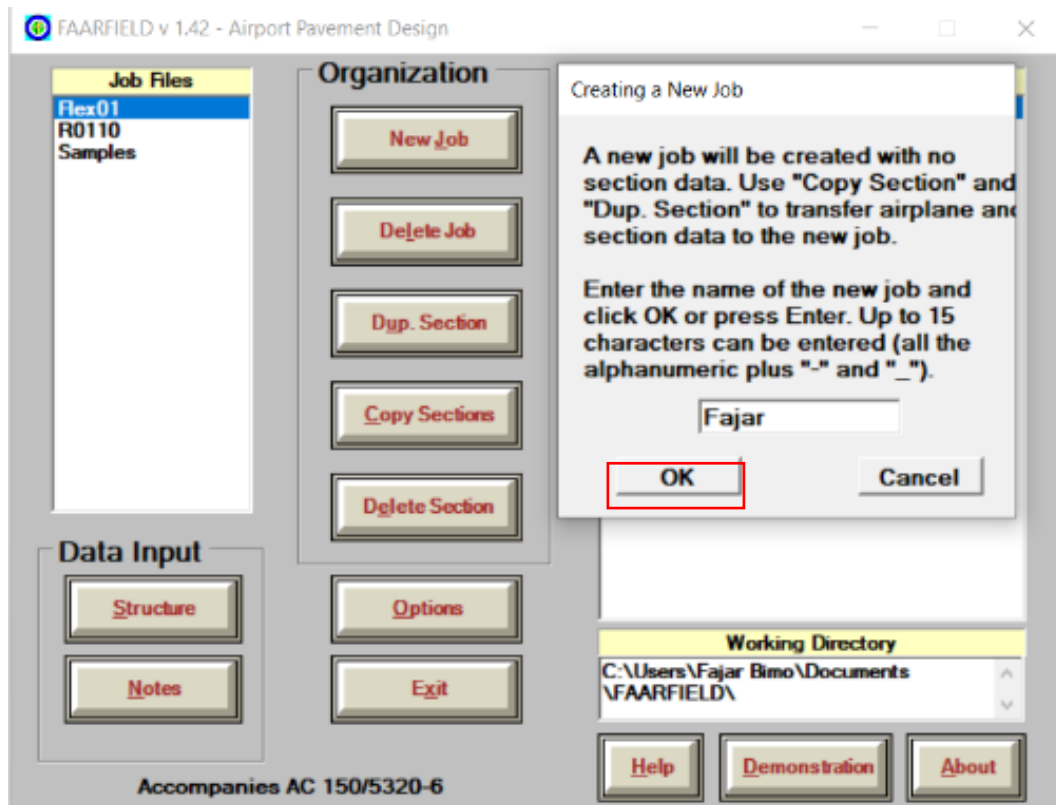 FAARFIELD v 1.42 - Airport Pavement Design
Job Files
Flex01
R0110
Samples
Organization
New Job
Delete Job
Dup. Section
Copy Sections
Delete Section
Creating a New Job
A new job will be created with no
section data. Use "Copy Section" and
"Dup. Section" to transfer airplane and
section data to the new job.
Enter the name of the new job and
click OK or press Enter. Up to 15
characters can be entered (all the
alphanumeric plus "-" and "_").
Fajar
OK
Cancel
Data Input
Structure
Notes
Options
Exit
Working Directory
C:\Users\Fajar Bimo\Documents
\FAARFIELD\
Help
Demonstration
About
Accompanies AC 150/5320-6